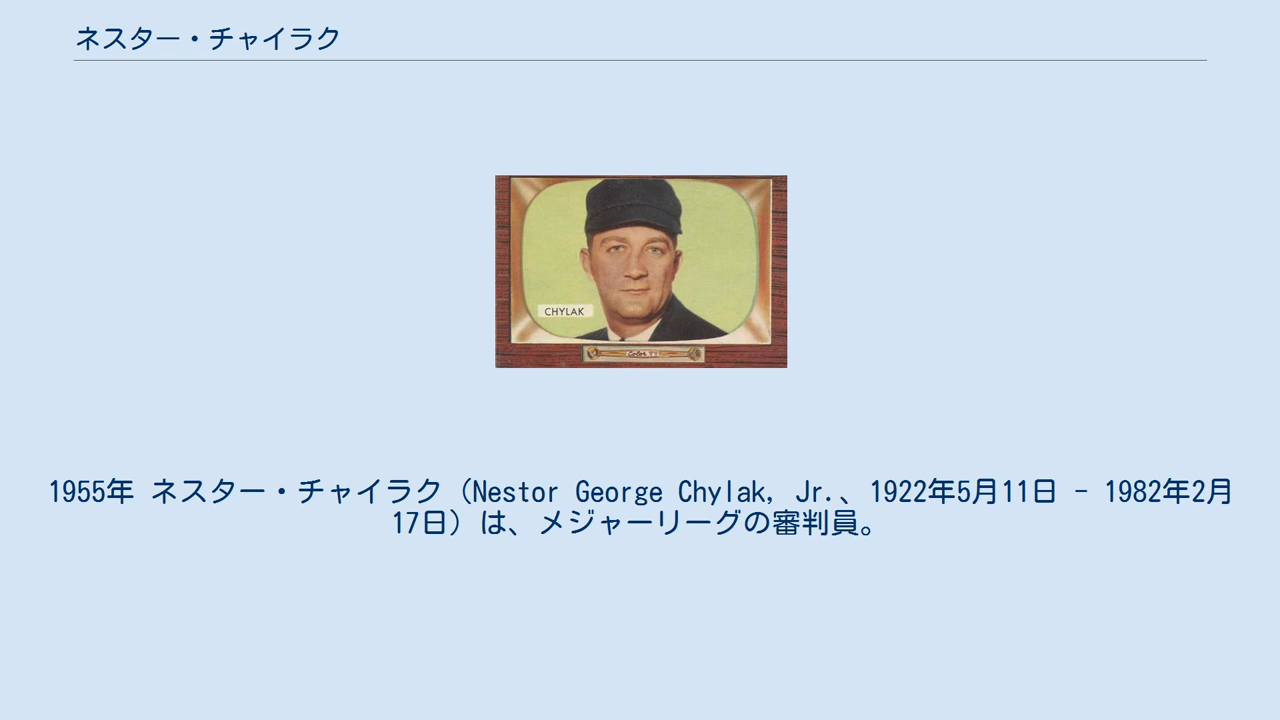 ネスター・チャイラク
CHYLAK
Color T.V.
1955年 ネスター・チャイラク（Nestor George Chylak, Jr.、1922年5月11日 - 1982年2月
17日）は、メジャーリーグの審判員。